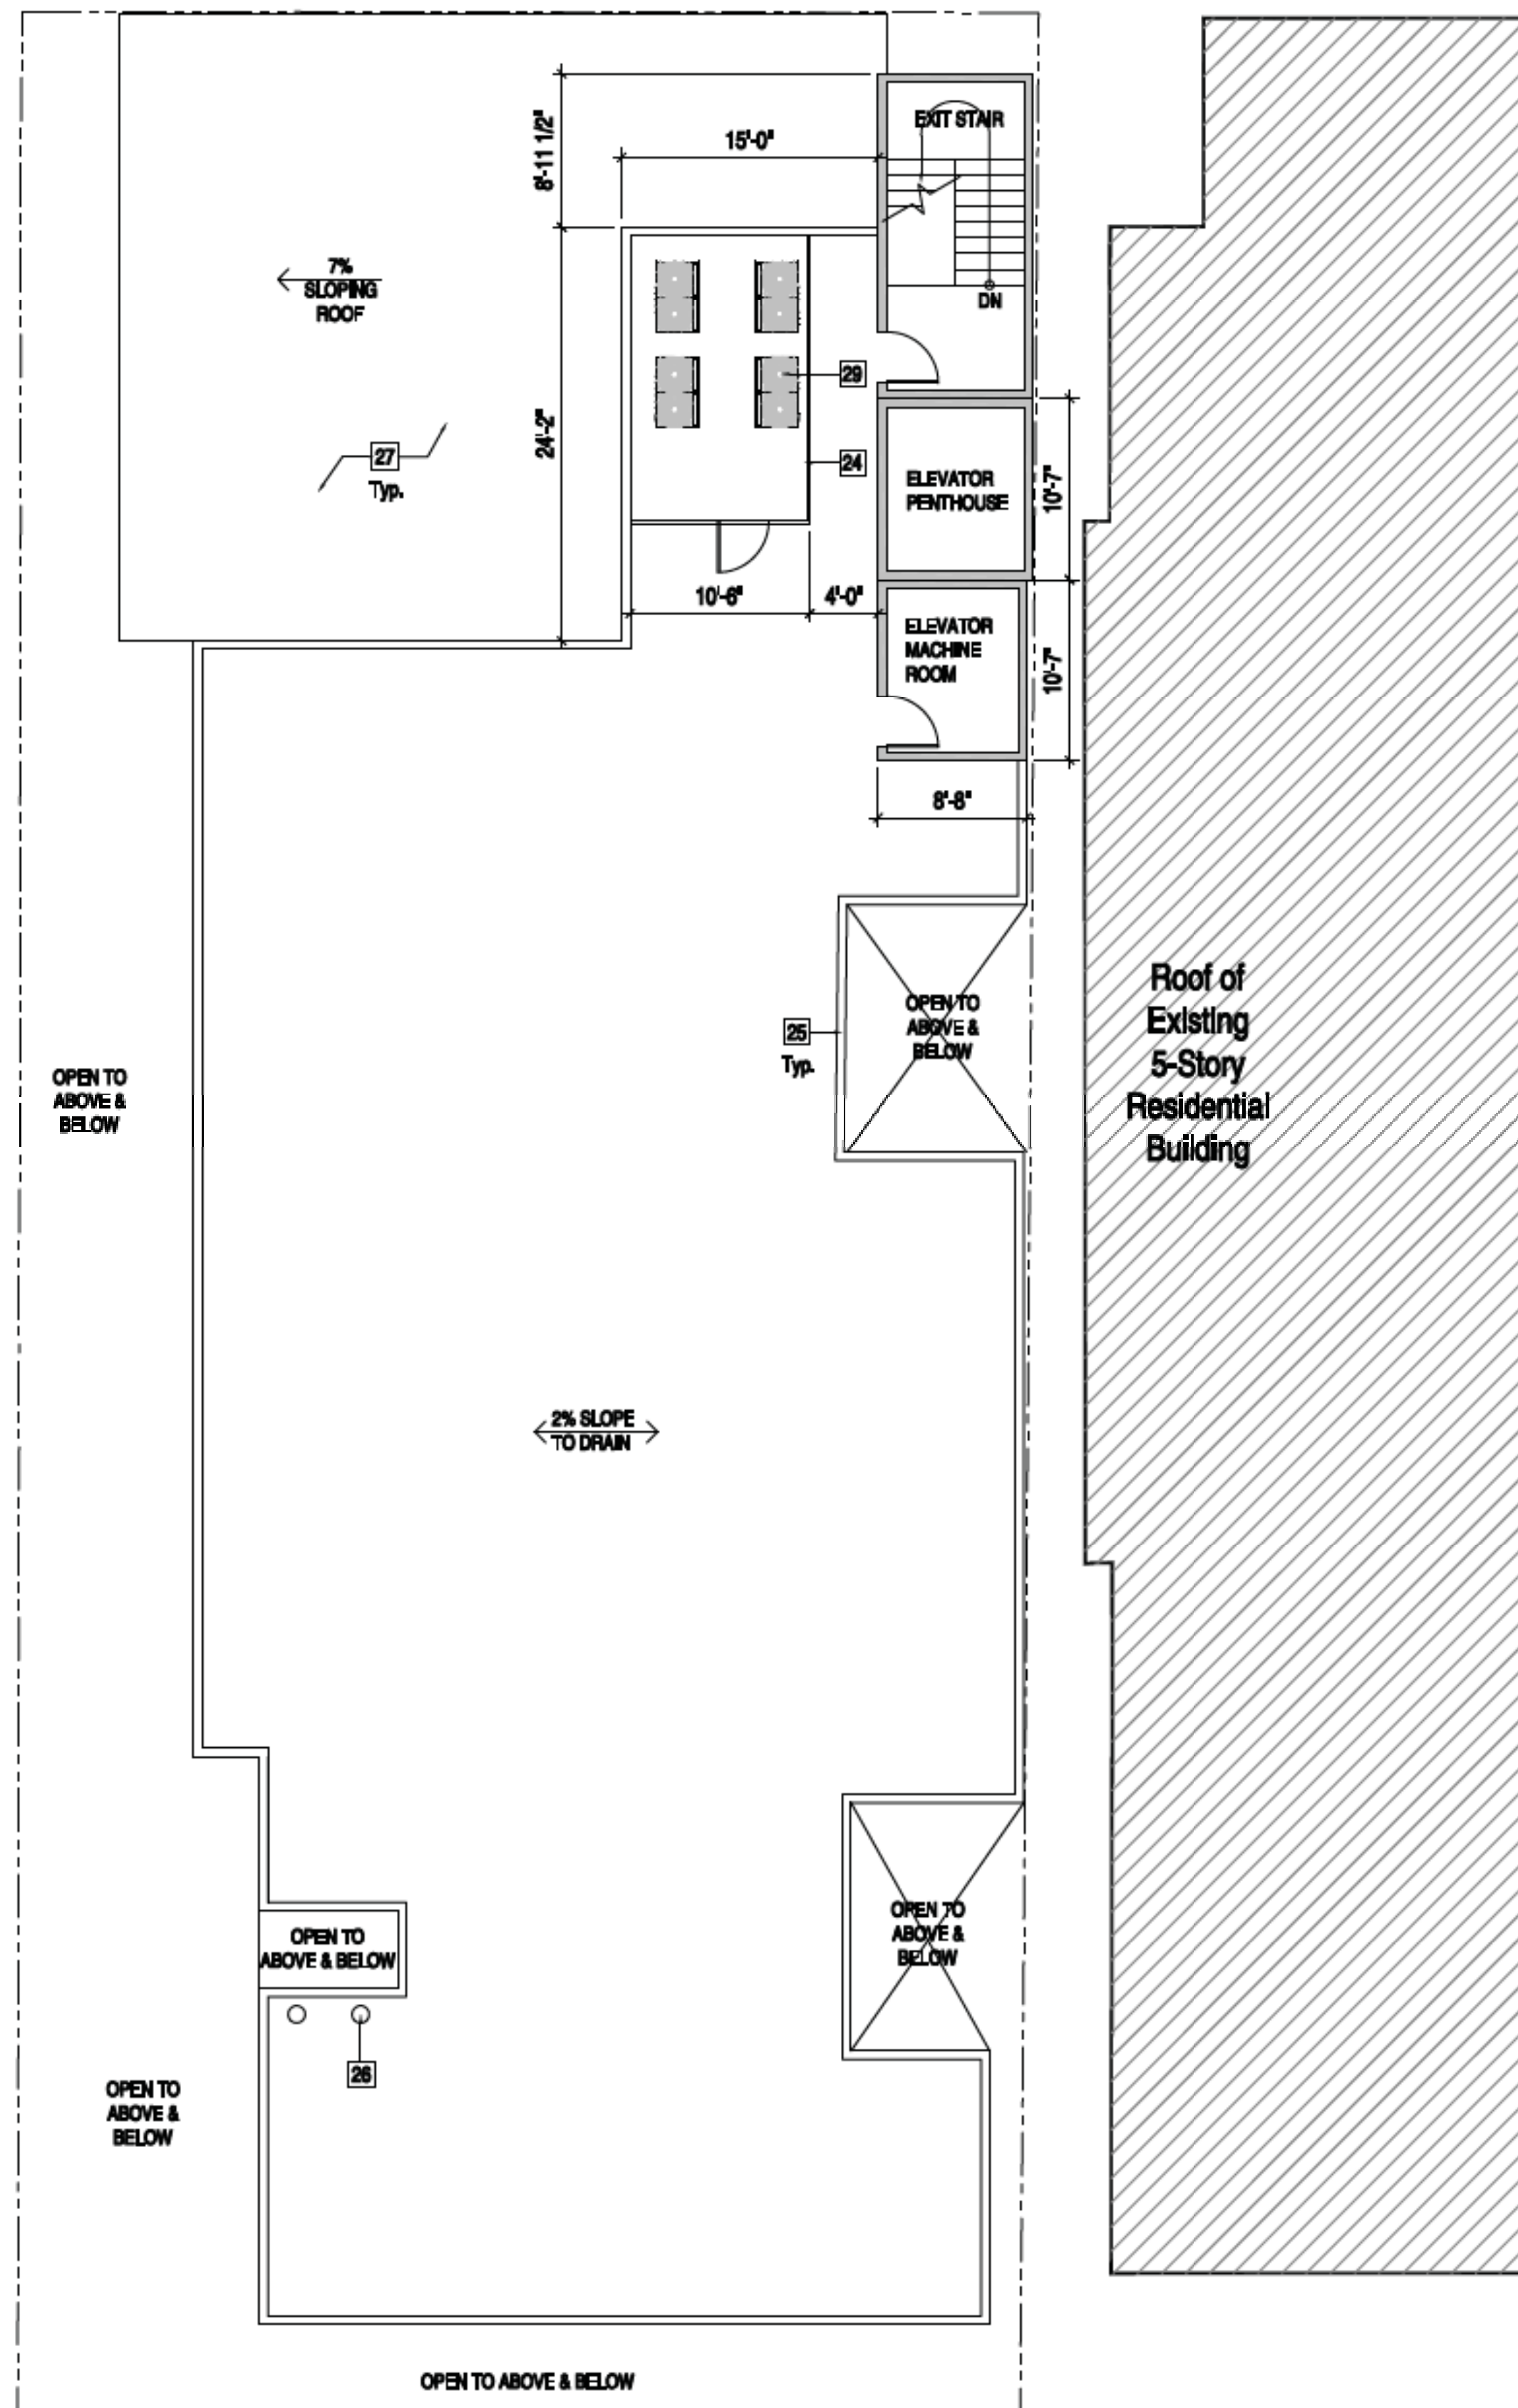 EXIT STAIR
15'-0"
8'-11 1/2"
7%
SLOPING
ROOF
DN
29
24'-2"
27
Typ.
24
ELEVATOR
PENTHOUSE
10'-7"
10'-6"
4'-0"
ELEVATOR
MACHINE
ROOM
10'-7"
8'-8"
OPEN TO
ABOVE &
BELOW
25
Typ.
Roof of
Existing
5-Story
Residential
Building
OPEN TO
ABOVE &
BELOW
2% SLOPE
TO DRAIN
OPEN TO
ABOVE &
BELOW
OPEN TO
ABOVE & BELOW
26
OPEN TO
ABOVE &
BELOW
OPEN TO ABOVE & BELOW